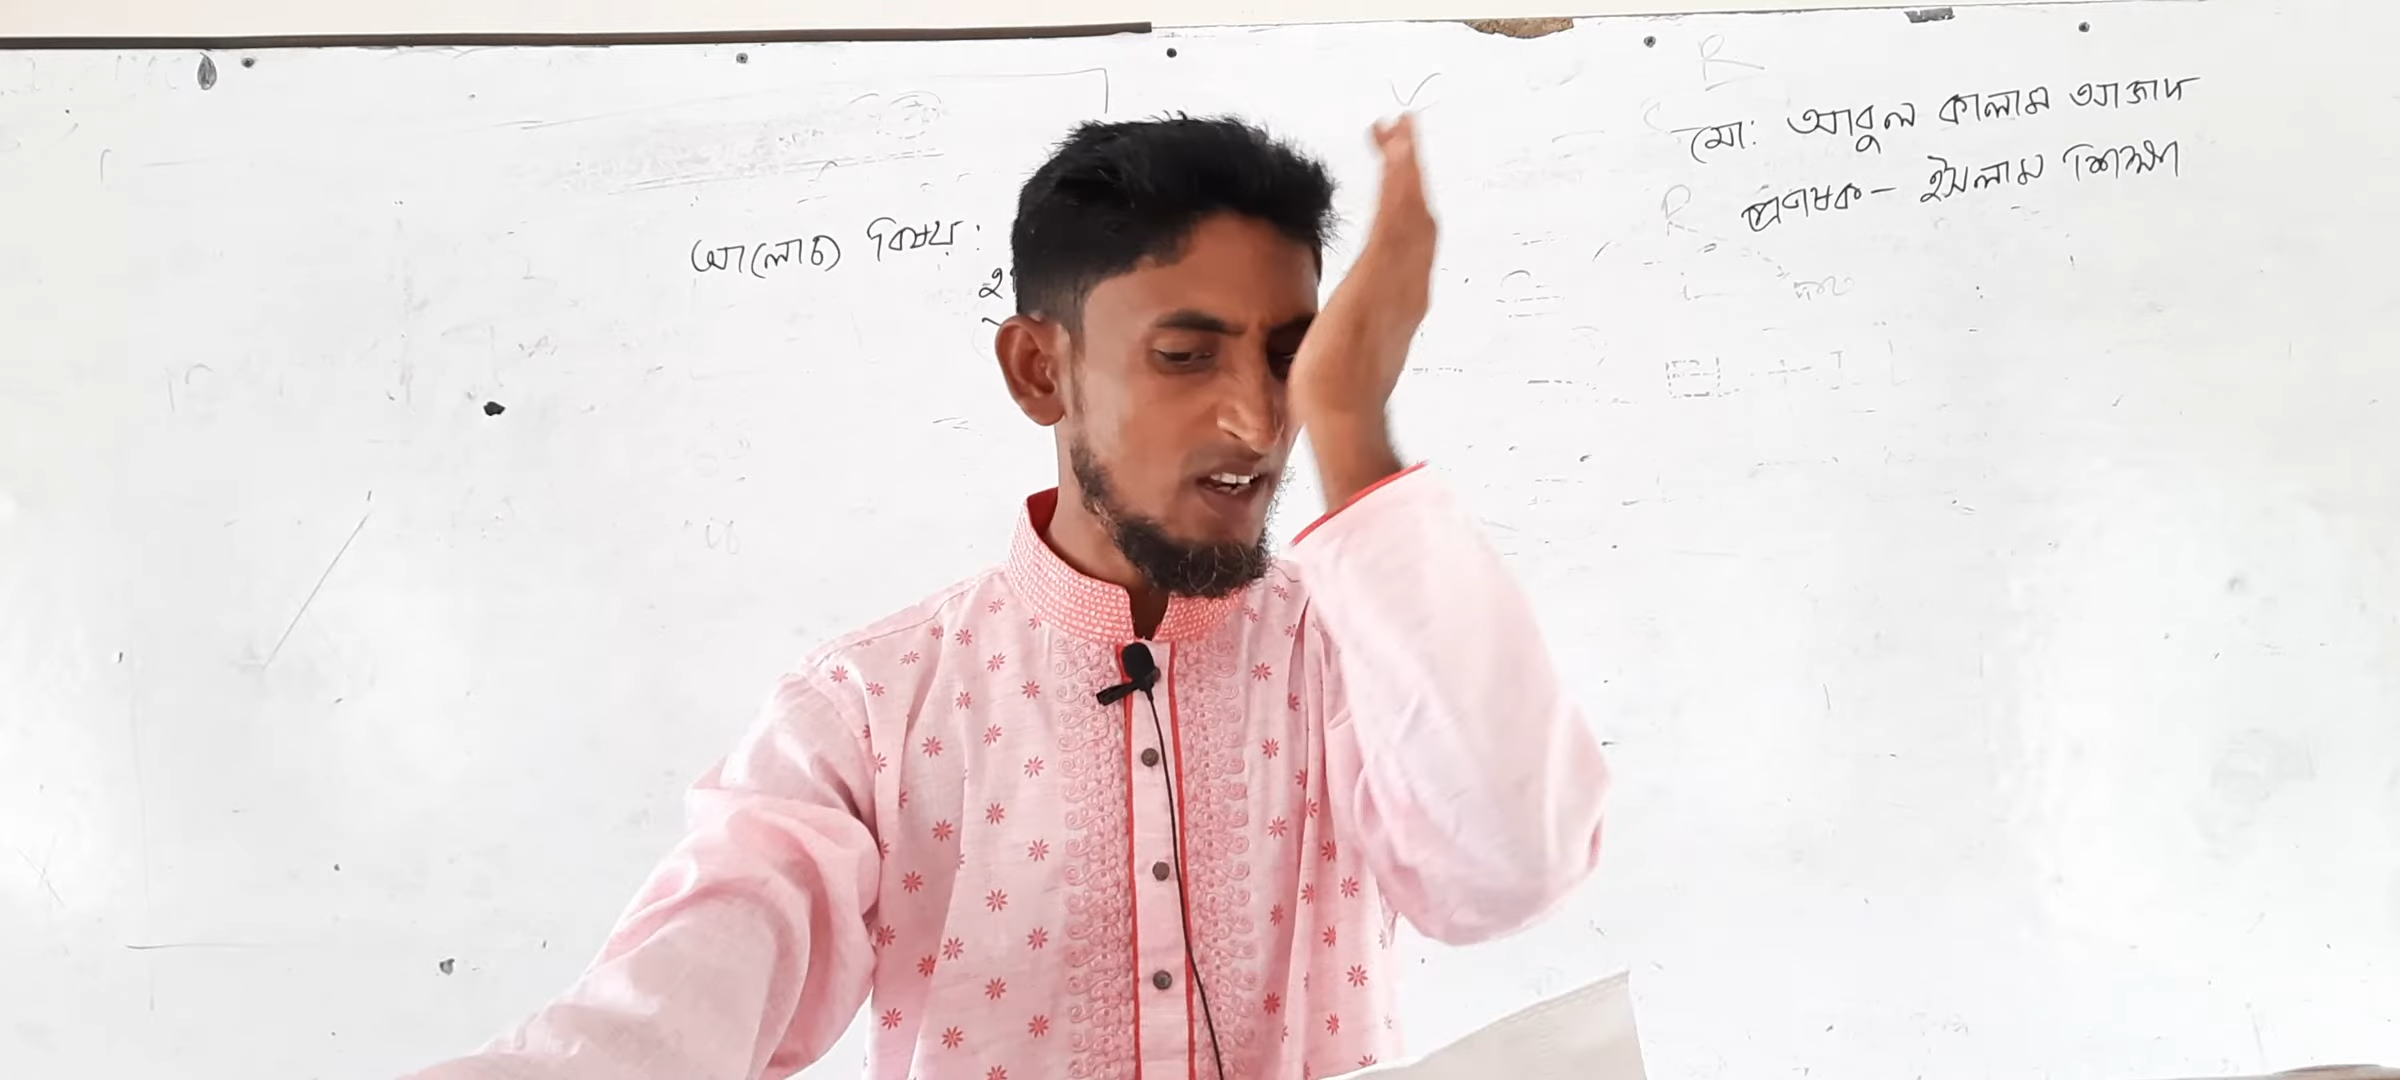 মো: আবুল কালাম আজাদ
প্রভাষক- ইসলাম শিক্ষা
আলোচ্য বিষয়: